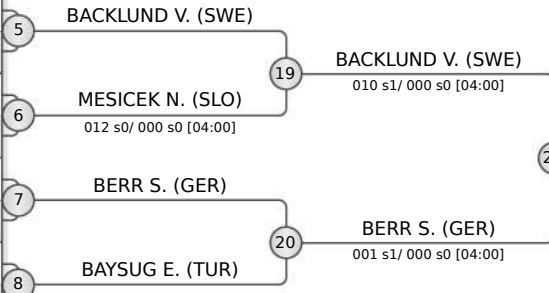 5
BACKLUND V. (SWE)
19
BACKLUND V. (SWE)
010 s1/ 000 s0 [04:00]
6
MESICEK N. (SLO)
012 s0/ 000 s0 [04:00]
7
BERR S. (GER)
20
BERR S. (GER)
001 s1/ 000 s0 [04:00]
8
BAYSUG E. (TUR)